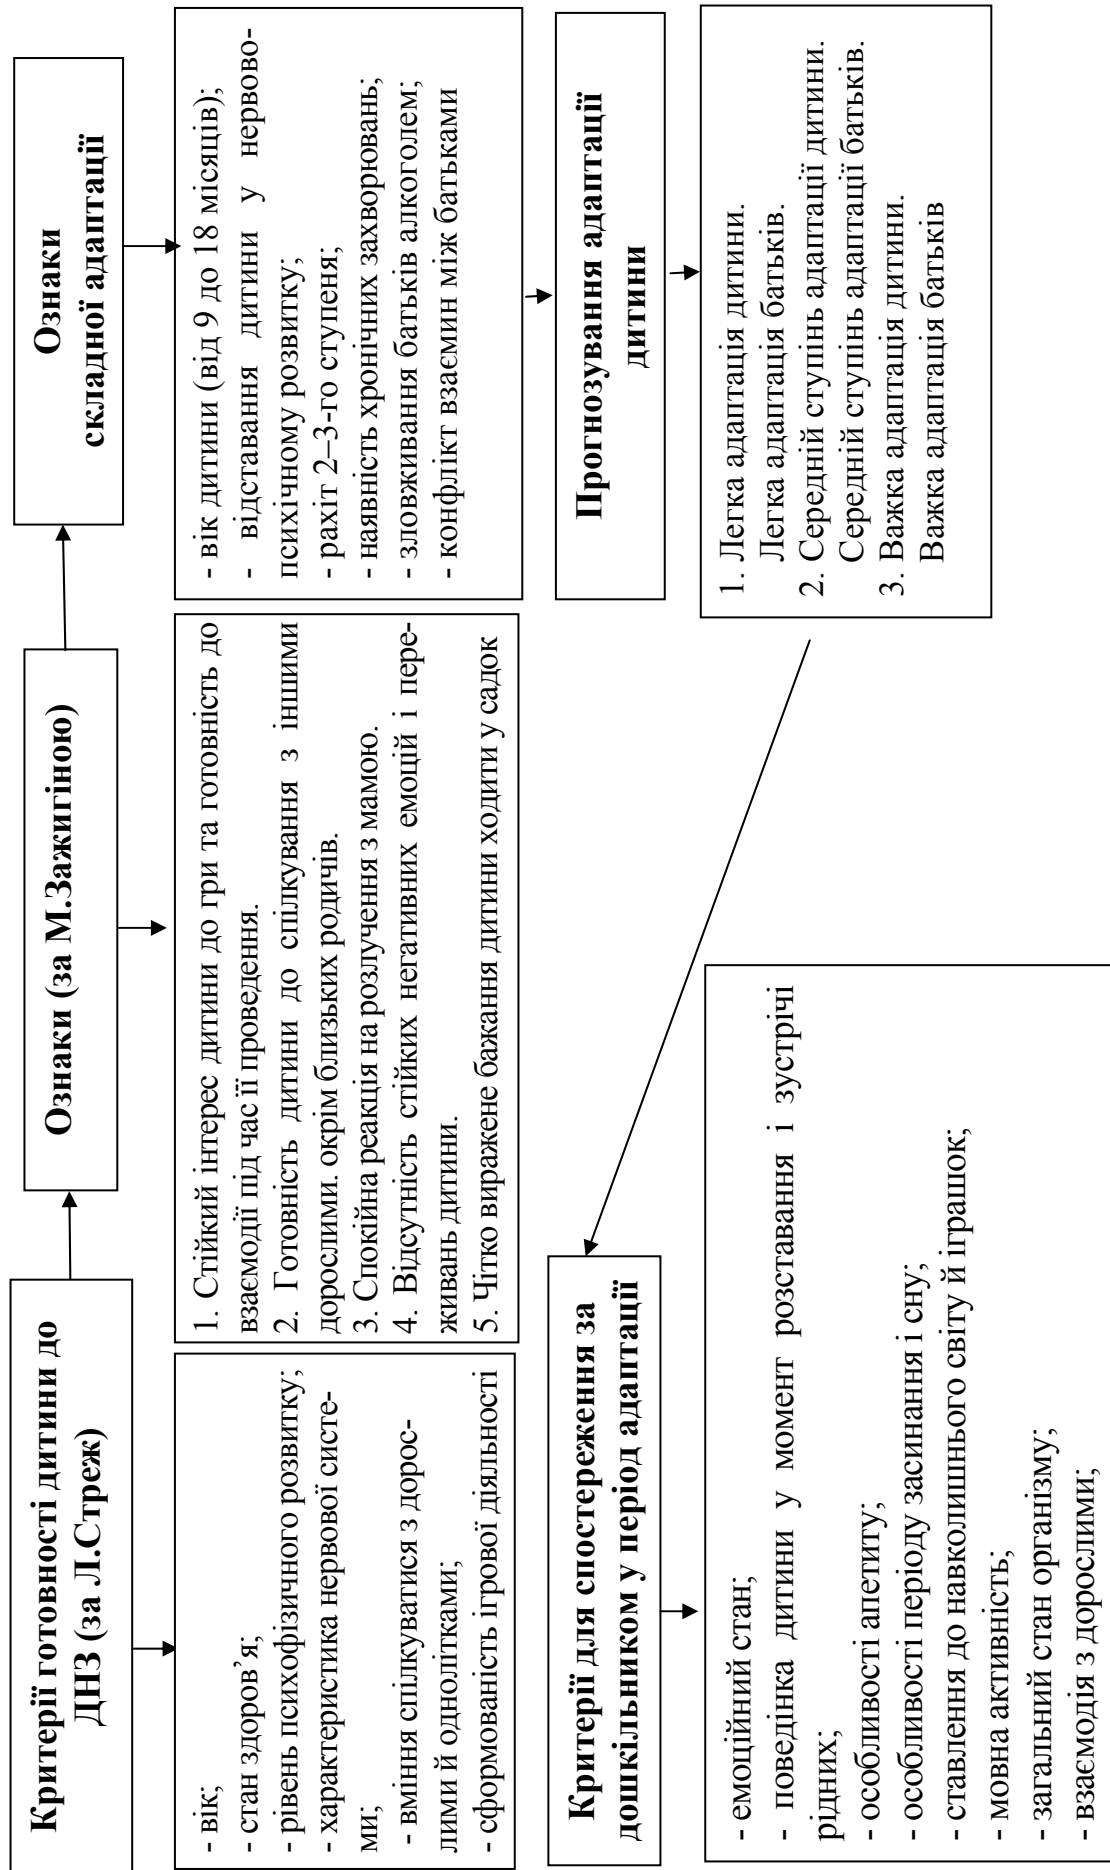 Критерії готовності дитини до
ДНЗ (за Л.Стреж)
- вік;
- стан здоров’я;
- рівень психофізичного розвитку;
- характеристика нервової систе-
ми;
- вміння спілкуватися з дорос-
лими й однолітками;
- сформованість ігрової діяльності
Ознаки (за М.Зажигіною)
1. Стійкий інтерес дитини до гри та готовність до
взаємодії під час її проведення.
2. Готовність дитини до спілкування з іншими
дорослими. окрім близьких родичів.
3. Спокійна реакція на розлучення з мамою.
4. Відсутність стійких негативних емоцій і пере-
живань дитини.
5. Чітко виражене бажання дитини ходити у садок
Ознаки
складної адаптації
- вік дитини (від 9 до 18 місяців);
- відставання дитини у нервово-
психічному розвитку;
- рахіт 2–3-го ступеня;
- наявність хронічних захворювань;
- зловживання батьків алкоголем;
- конфлікт взаємин між батьками
Прогнозування адаптації
дитини
1. Легка адаптація дитини.
Легка адаптація батьків.
2. Середній ступінь адаптації дитини.
Середній ступінь адаптації батьків.
3. Важка адаптація дитини.
Важка адаптація батьків
Критерії для спостереження за
дошкільником у період адаптації
- емоційний стан;
- поведінка дитини у момент розставання і зустрічі
рідних;
- особливості апетиту;
- особливості періоду засинання і сну;
- ставлення до навколишнього світу й іграшок;
- мовна активність;
- загальний стан організму;
- взаємодія з дорослими;